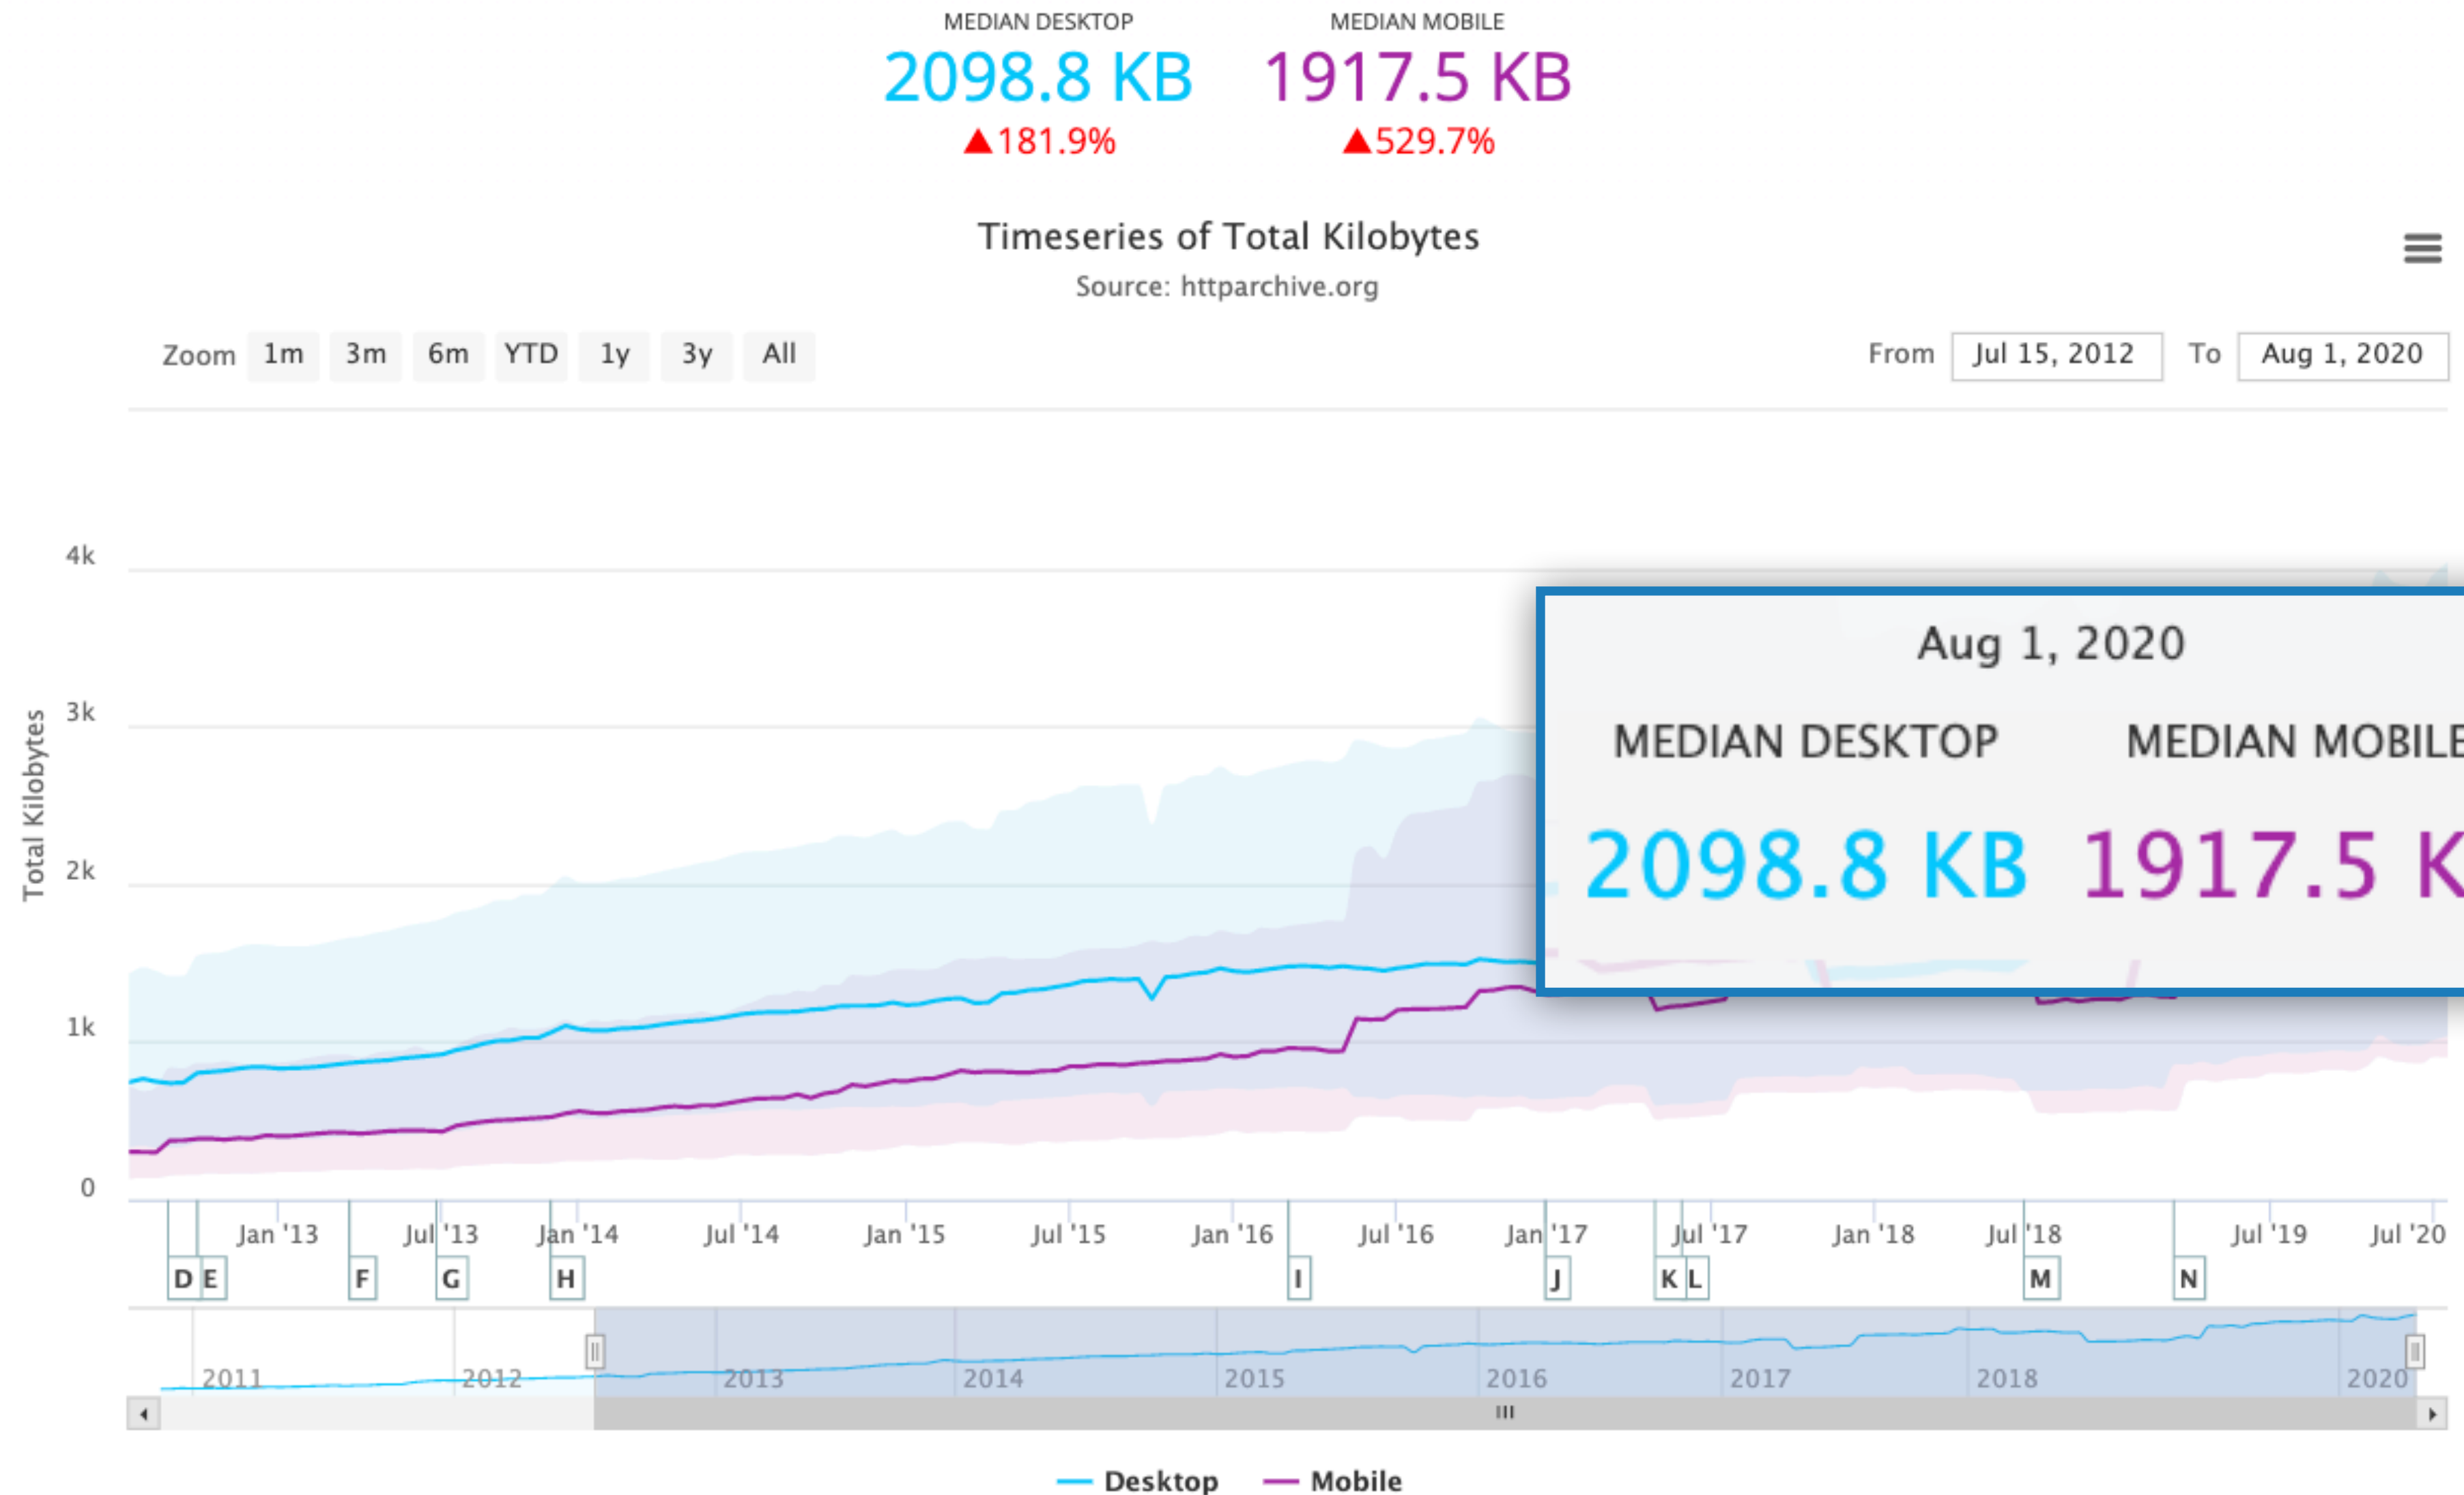 MEDIAN DESKTOP MEDIAN MOBILE
2098.8 KB 1917.5 KB
▲181.9% ▲529.7%
Timeseries of Total Kilobytes
Source: httparchive.org
Zoom 1m 3m 6m YTD 1y 3y All From Jul 15, 2012 To Aug 1, 2020
4k
3k
2k
1k
0
Total Kilobytes
Aug 1, 2020
MEDIAN DESKTOP MEDIAN MOBILE
2098.8 KB 1917.5 K
Jan '13 Jul '13 Jan '14 Jul '14 Jan '15 Jul '15 Jan '16 Jul '16 Jan '17 Jul '17 Jan '18 Jul '18 Jul '19 Jul '20
D E F G H I J K L M N
2011 2012 2013 2014 2015 2016 2017 2018 2020
Desktop Mobile